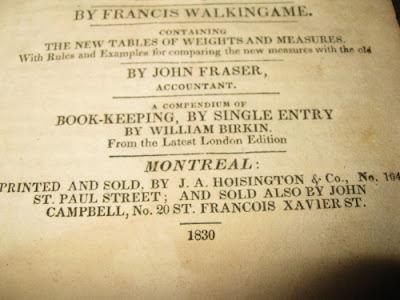 BY FRANCIS WALKINGAME.
CONTAINING
THE NEW TABLES OF WEIGHTS AND MEASURES.
With Rules and Examples for comparing the new measures with the old
BY JOHN FRASER,
ACCOUNTANT.
A COMPENDIUM OF
BOOK-KEEPING, BY SINGLE ENTRY
BY WILLIAM BIRKIN.
From the Latest London Edition
MONTREAL:
PRINTED AND SOLD, BY J. A. HOISINGTON & Co., No. 164
ST. PAUL STREET; AND SOLD ALSO BY JOHN
CAMPBELL, No. 20 ST. FRANCOIS XAVIER ST.
1830